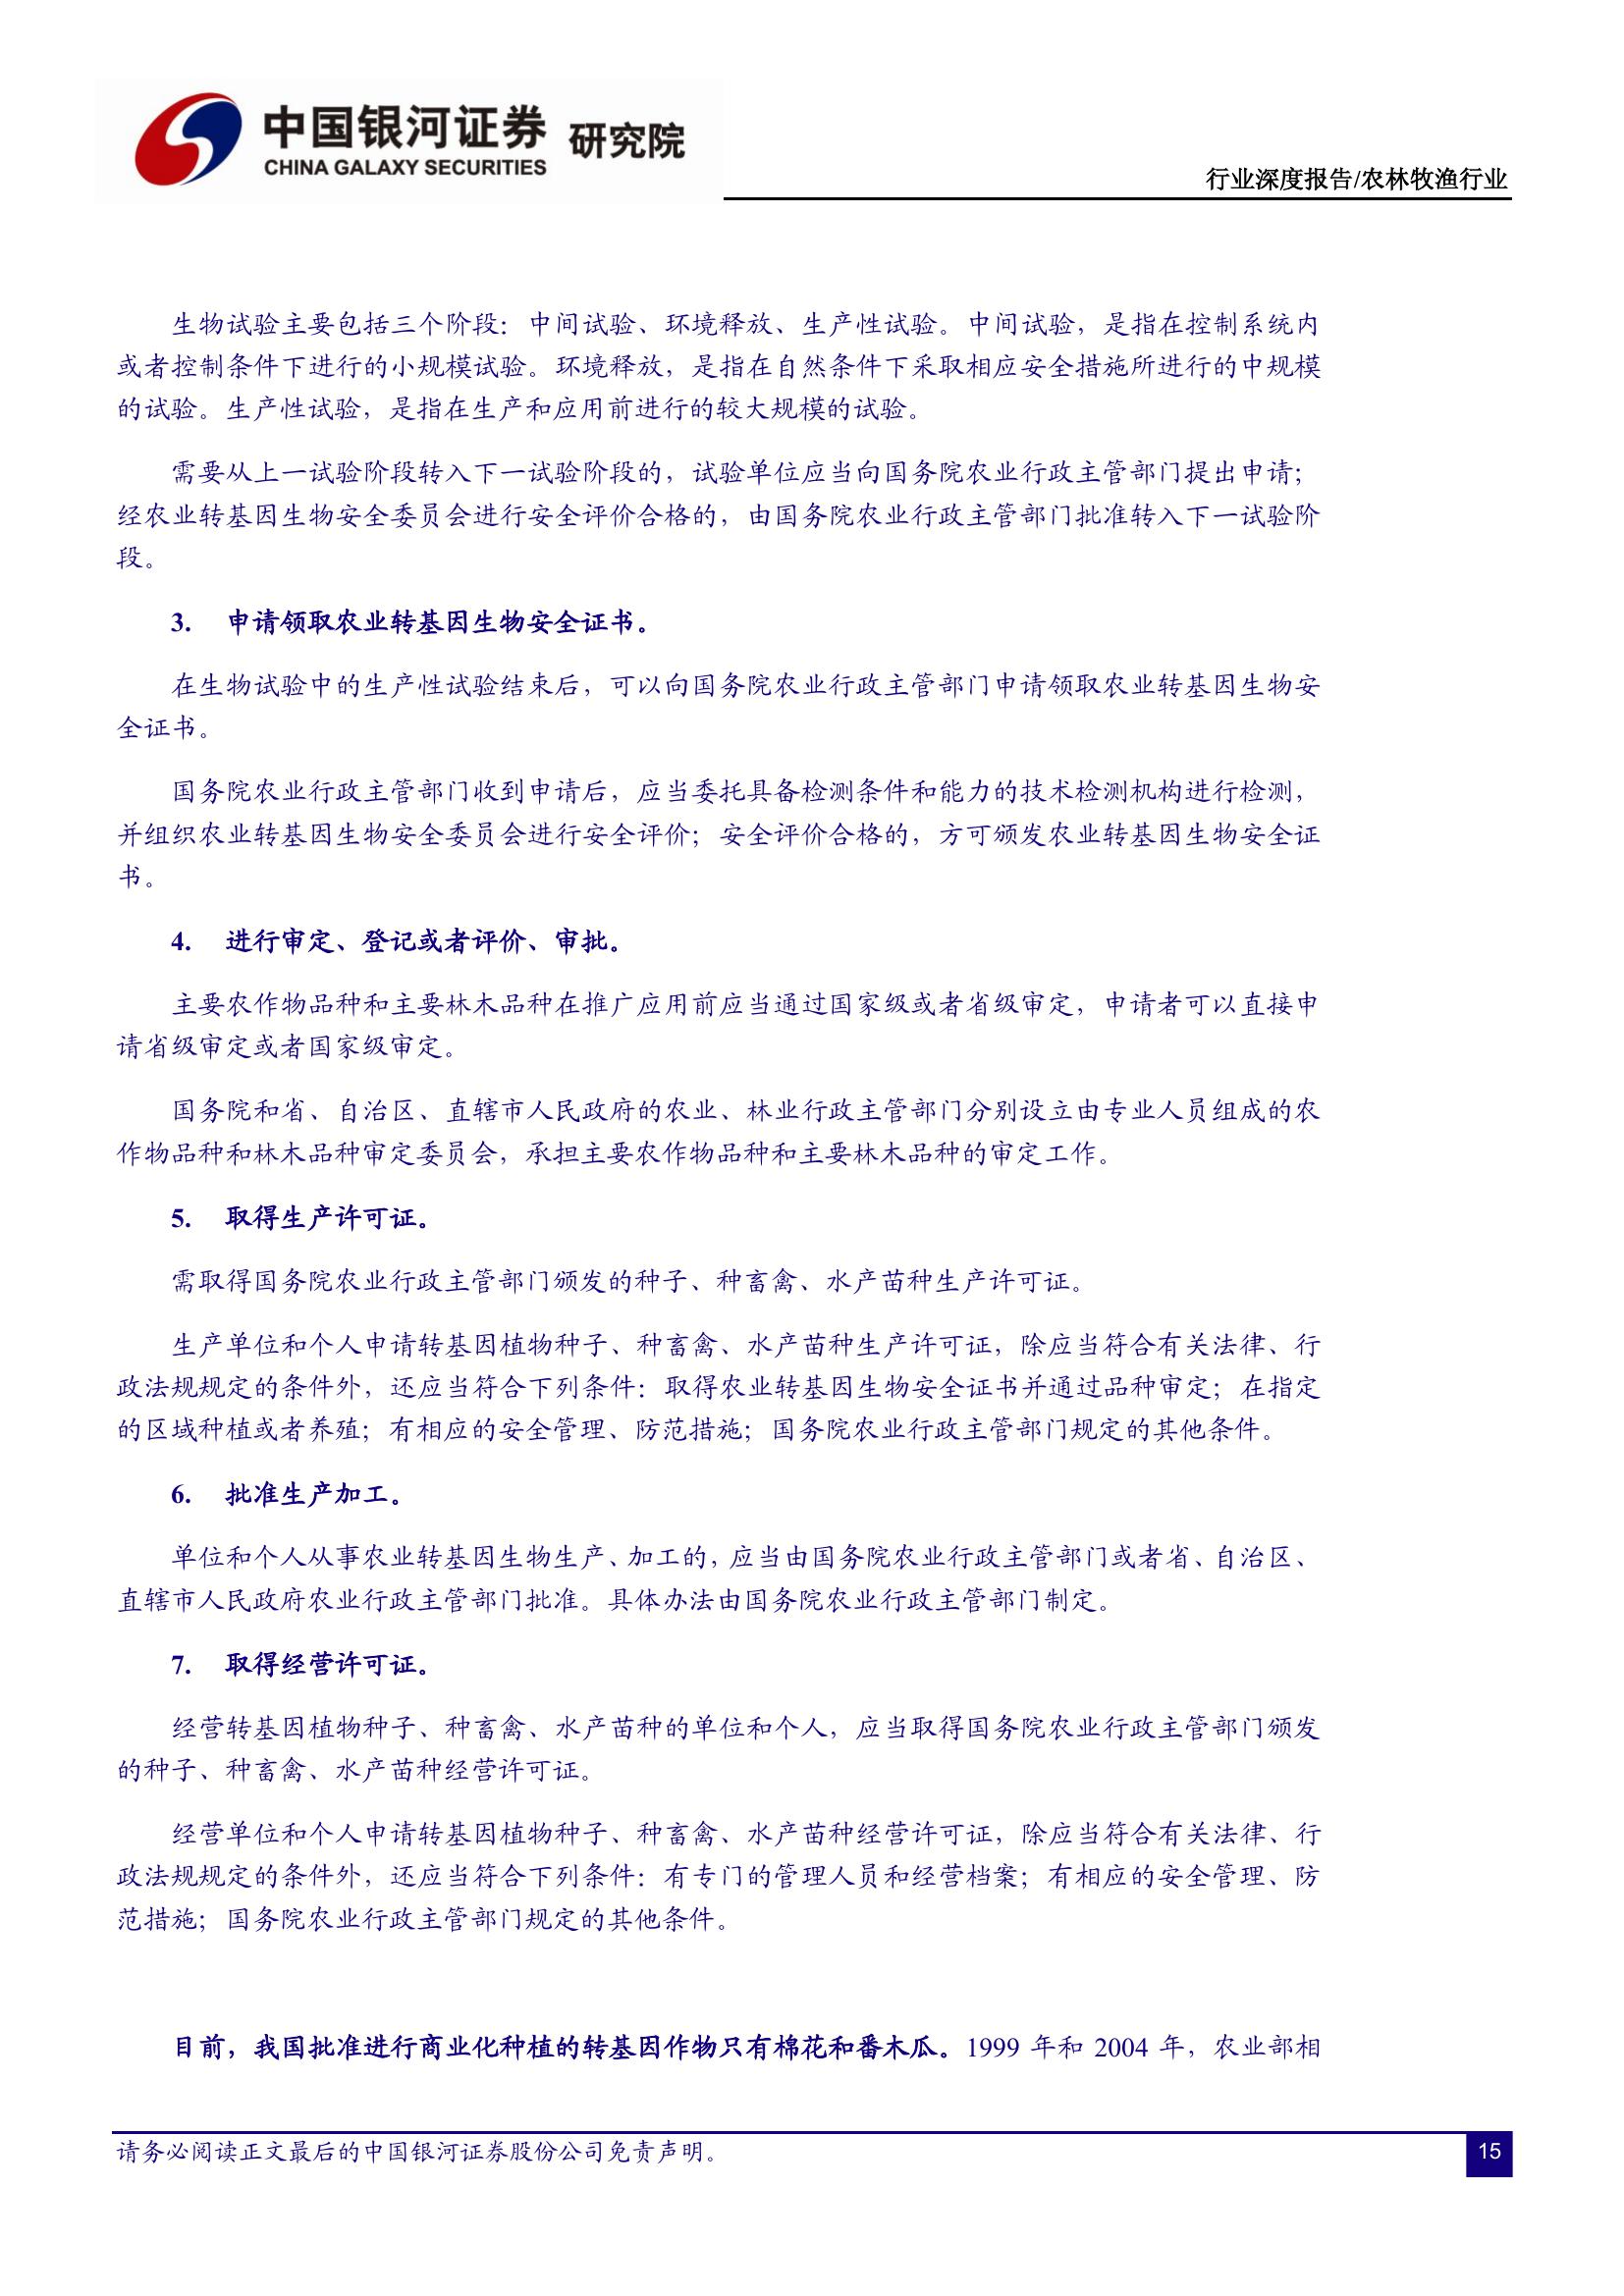 中国银河证券 研究院
CHINA GALAXY SECURITIES
行业深度报告/农林牧渔行业
生物试验主要包括三个阶段：中间试验、环境释放、生产性试验。中间试验，是指在控制系统内
或者控制条件下进行的小规模试验。环境释放，是指在自然条件下采取相应安全措施所进行的中规模
的试验。生产性试验，是指在生产和应用前进行的较大规模的试验。
需要从上一试验阶段转入下一试验阶段的，试验单位应当向国务院农业行政主管部门提出申请；
经农业转基因生物安全委员会进行安全评价合格的，由国务院农业行政主管部门批准转入下一试验阶
段。
3. 申请领取农业转基因生物安全证书。
在生物试验中的生产性试验结束后，可以向国务院农业行政主管部门申请领取农业转基因生物安
全证书。
国务院农业行政主管部门收到申请后，应当委托具备检测条件和能力的技术检测机构进行检测，
并组织农业转基因生物安全委员会进行安全评价；安全评价合格的，方可颁发农业转基因生物安全证
书。
4. 进行审定、登记或者评价、审批。
主要农作物品种和主要林木品种在推广应用前应当通过国家级或者省级审定，申请者可以直接申
请省级审定或者国家级审定。
国务院和省、自治区、直辖市人民政府的农业、林业行政主管部门分别设立由专业人员组成的农
作物品种和林木品种审定委员会，承担主要农作物品种和主要林木品种的审定工作。
5. 取得生产许可证。
需取得国务院农业行政主管部门颁发的种子、种畜禽、水产苗种生产许可证。
生产单位和个人申请转基因植物种子、种畜禽、水产苗种生产许可证，除应当符合有关法律、行
政法规规定的条件外，还应当符合下列条件：取得农业转基因生物安全证书并通过品种审定；在指定
的区域种植或者养殖；有相应的安全管理、防范措施；国务院农业行政主管部门规定的其他条件。
6. 批准生产加工。
单位和个人从事农业转基因生物生产、加工的，应当由国务院农业行政主管部门或者省、自治区、
直辖市人民政府农业行政主管部门批准。具体办法由国务院农业行政主管部门制定。
7. 取得经营许可证。
经营转基因植物种子、种畜禽、水产苗种的单位和个人，应当取得国务院农业行政主管部门颁发
的种子、种畜禽、水产苗种经营许可证。
经营单位和个人申请转基因植物种子、种畜禽、水产苗种经营许可证，除应当符合有关法律、行
政法规规定的条件外，还应当符合下列条件：有专门的管理人员和经营档案；有相应的安全管理、防
范措施；国务院农业行政主管部门规定的其他条件。
目前，我国批准进行商业化种植的转基因作物只有棉花和番木瓜。1999 年和 2004 年，农业部相
请务必阅读正文最后的中国银河证券股份公司免责声明。
15